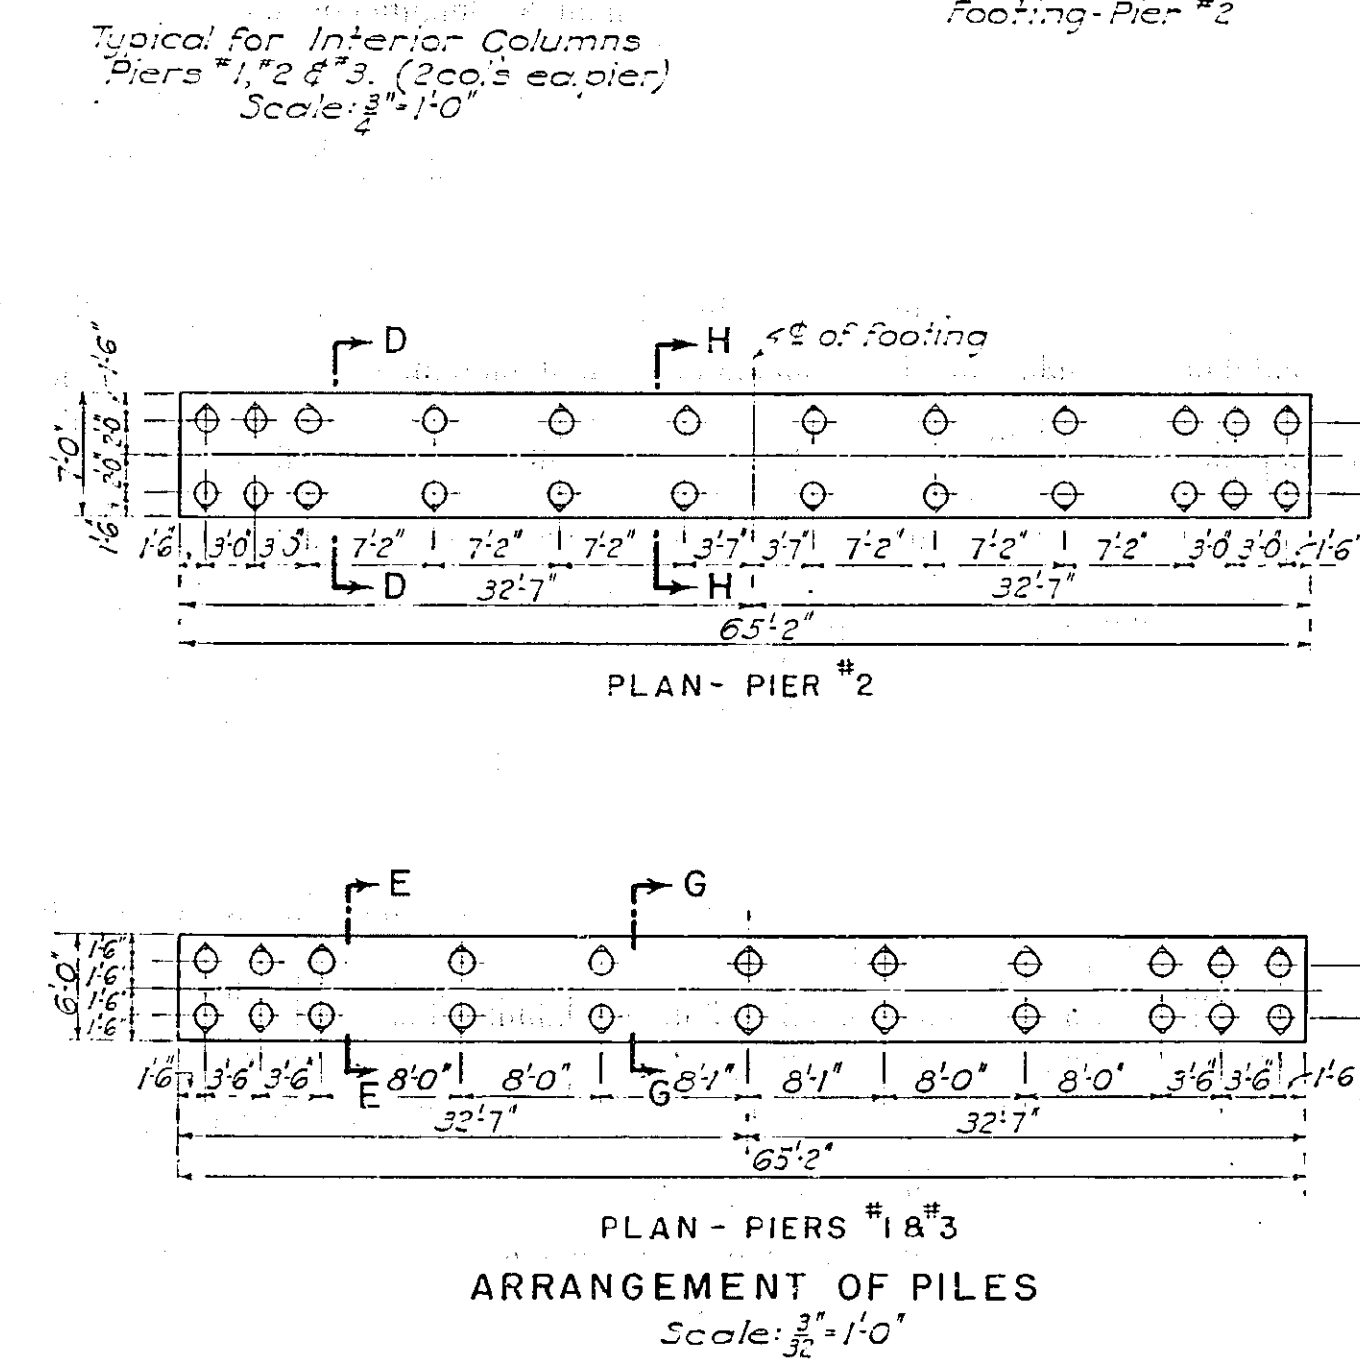 Footing-Pier #2
Typical for Interior Columns
Piers #1, #2 & #3. (2 col's ea. pier)
Scale: 3/4" = 1'-0"
D H ℄ of footing
7'-0" 1'-6" 2'-0" 2'-0" 1'-6"
1'-6" 3'-0" 3'-0" 7'-2" 7'-2" 7'-2" 3'-7" 3'-7" 7'-2" 7'-2" 7'-2" 3'-0" 3'-0" 1'-6"
D 32'-7" H 32'-7"
65'-2"
PLAN- PIER #2
E G
6'-0" 1'-6" 1'-6" 1'-6" 1'-6"
1'-6" 3'-6" 3'-6" 8'-0" 8'-0" 8'-1" 8'-1" 8'-0" 8'-0" 3'-6" 3'-6" 1'-6
E G
32'-7" 32'-7"
65'-2"
PLAN - PIERS #1 & #3
ARRANGEMENT OF PILES
Scale: 3/32" = 1'-0"